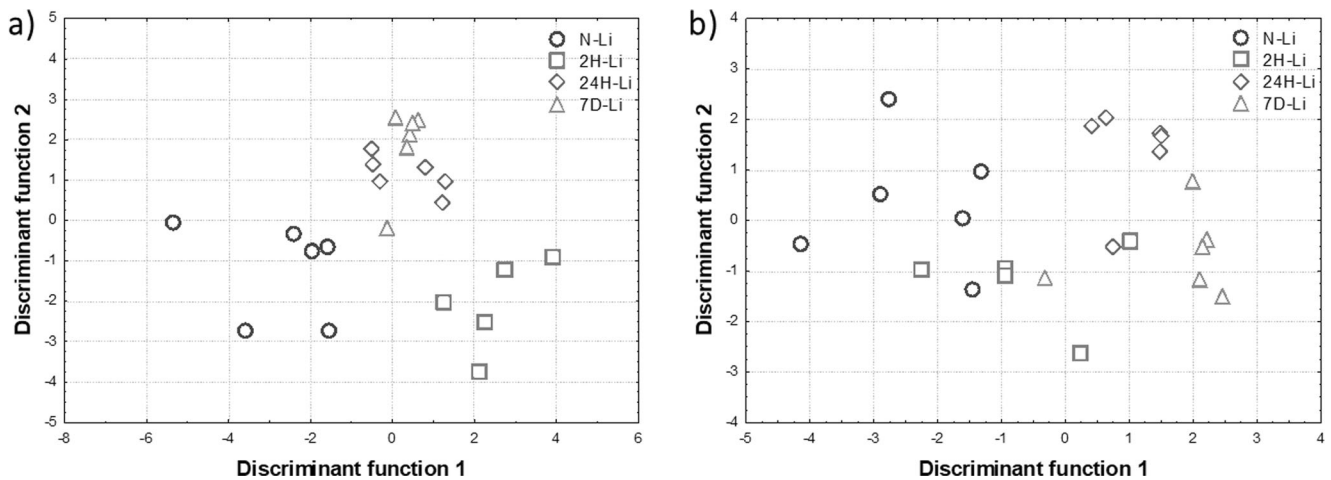 a)
5
4
3
2
1
0
-1
-2
-3
-4
-5
-8
-6
-4
-2
0
2
4
6
Discriminant function 2
Discriminant function 1
N-Li
2H-Li
24H-Li
7D-Li
b)
4
3
2
1
0
-1
-2
-3
-4
-5
-4
-3
-2
-1
0
1
2
3
4
Discriminant function 2
Discriminant function 1
N-Li
2H-Li
24H-Li
7D-Li